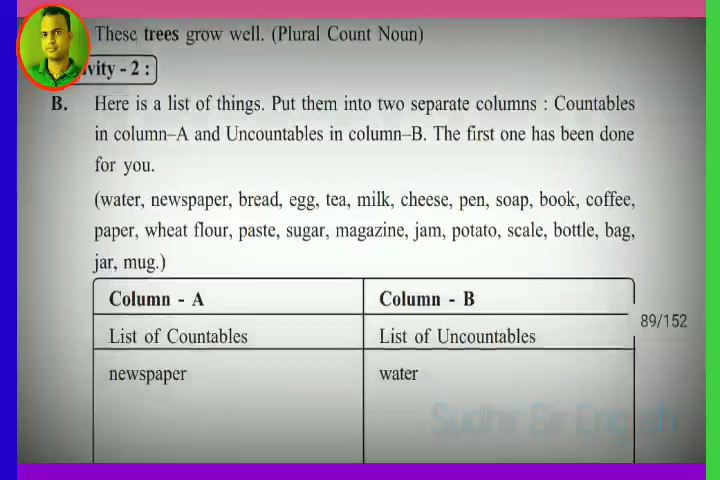 These trees grow well. (Plural Count Noun)
vity - 2 :
B. Here is a list of things. Put them into two separate columns : Countables
in column–A and Uncountables in column–B. The first one has been done
for you.
(water, newspaper, bread, egg, tea, milk, cheese, pen, soap, book, coffee,
paper, wheat flour, paste, sugar, magazine, jam, potato, scale, bottle, bag,
jar, mug.)
Column - A Column - B
89/152
List of Countables List of Uncountables
newspaper water
Sudhir Sir English